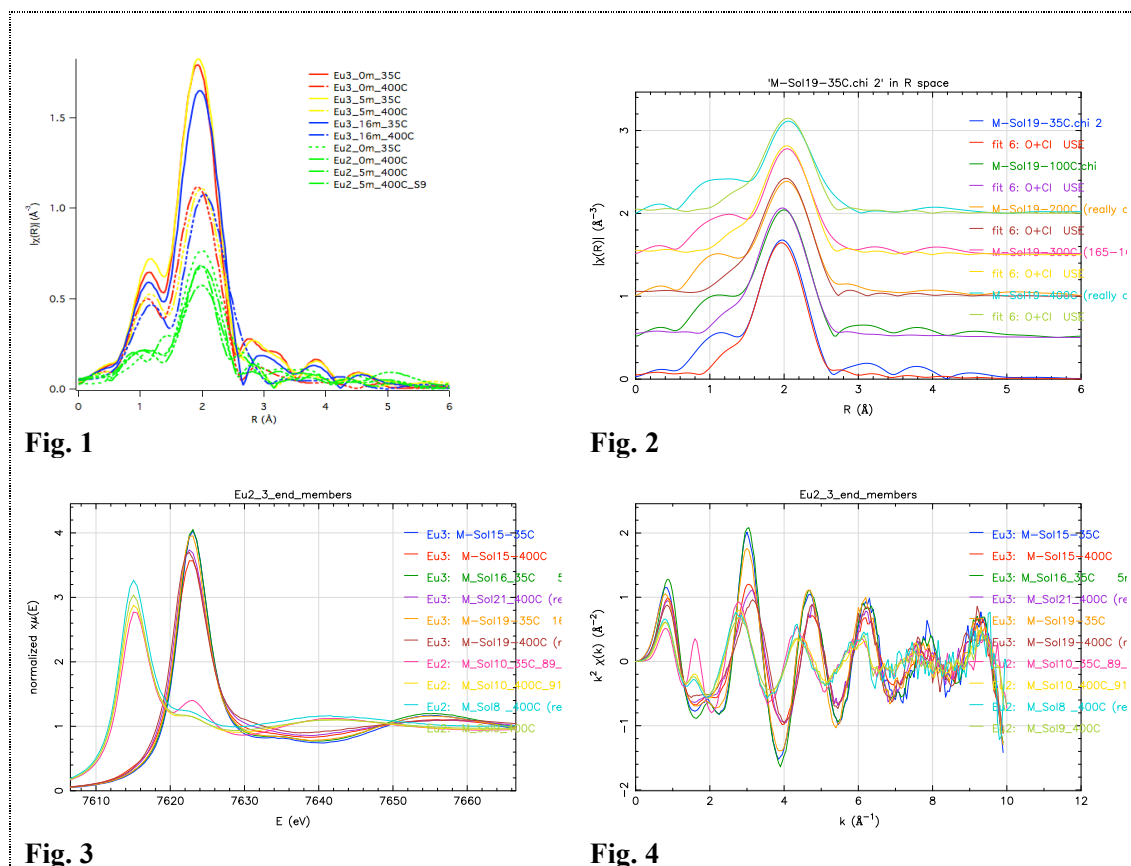 1.5
1.0
0.5
0.0
|χ(R)| (Å⁻³)
0
1
2
3
4
5
6
R (Å)
Eu3_0m_35C
Eu3_0m_400C
Eu3_5m_35C
Eu3_5m_400C
Eu3_16m_35C
Eu3_16m_400C
Eu2_0m_35C
Eu2_0m_400C
Eu2_5m_400C
Eu2_5m_400C_S9
Fig. 1
'M-Sol19-35C.chi 2' in R space
3
2
1
0
|χ(R)| (Å⁻³)
0
1
2
3
4
5
6
R (Å)
M-Sol19-35C.chi 2
fit 6: O+Cl USE
M-Sol19-100C.chi
fit 6: O+Cl USE
M-Sol19-200C (really
fit 6: O+Cl USE
M-Sol19-300C (165-
fit 6: O+Cl USE
M-Sol19-400C (really
fit 6: O+Cl USE
Fig. 2
Eu2_3_end_members
4
3
2
1
0
normalized xμ(E)
7610
7620
7630
7640
7650
7660
E (eV)
Eu3: M-Sol15-35C
Eu3: M-Sol15-400C
Eu3: M_Sol16_35C
Eu3: M_Sol21_400C (re
Eu3: M-Sol19-35C
Eu3: M-Sol19-400C (r
Eu2: M_Sol10_35C_89_
Eu2: M_Sol10_400C_91
Eu2: M_Sol8 _400C (re
Eu2:
Fig. 3
Eu2_3_end_members
2
1
0
−1
−2
k² χ(k) (Å⁻²)
0
2
4
6
8
10
12
k (Å⁻¹)
Eu3: M-Sol15-35C
Eu3: M-Sol15-400C
Eu3: M_Sol16_35C
Eu3: M_Sol21_400C (re
Eu3: M-Sol19-35C
Eu3: M-Sol19-400C (r
Eu2: M_Sol10_35C_89_
Eu2: M_Sol10_400C_91
Eu2: M_Sol8 _400C (re
Eu2: M_Sol9_400C
Fig. 4